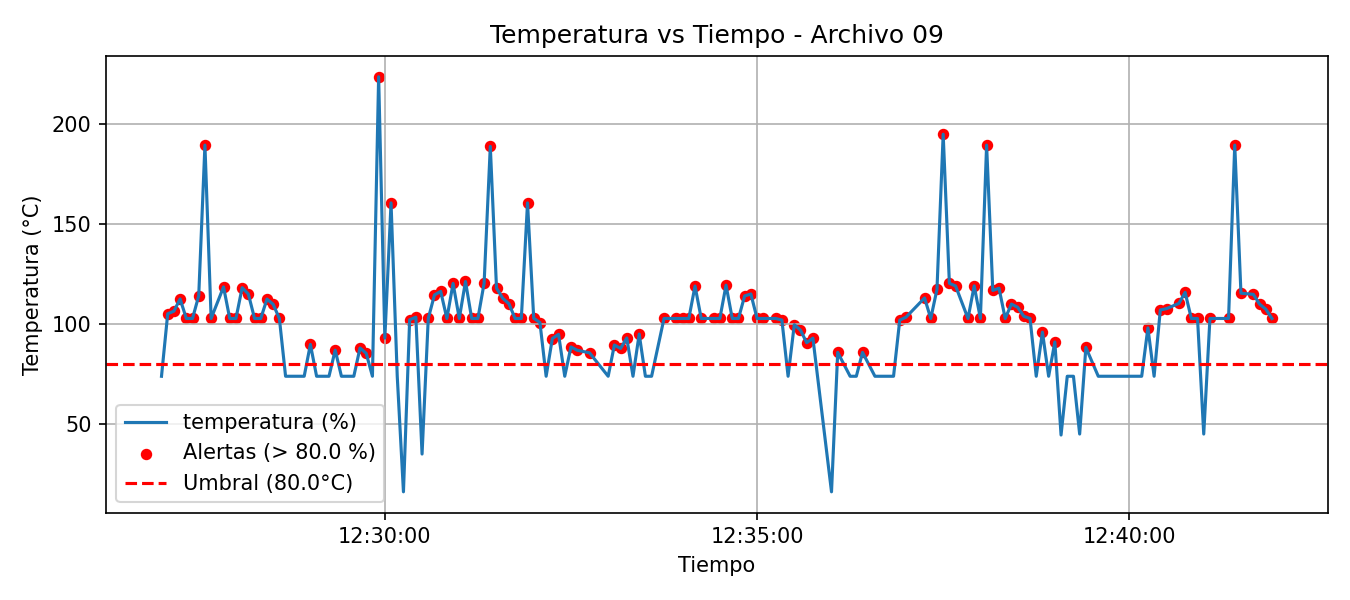 Temperatura vs Tiempo - Archivo 09
Temperatura (°C)
200
150
100
50
temperatura (%)
Alertas (> 80.0 %)
Umbral (80.0°C)
12:30:00
12:35:00
12:40:00
Tiempo